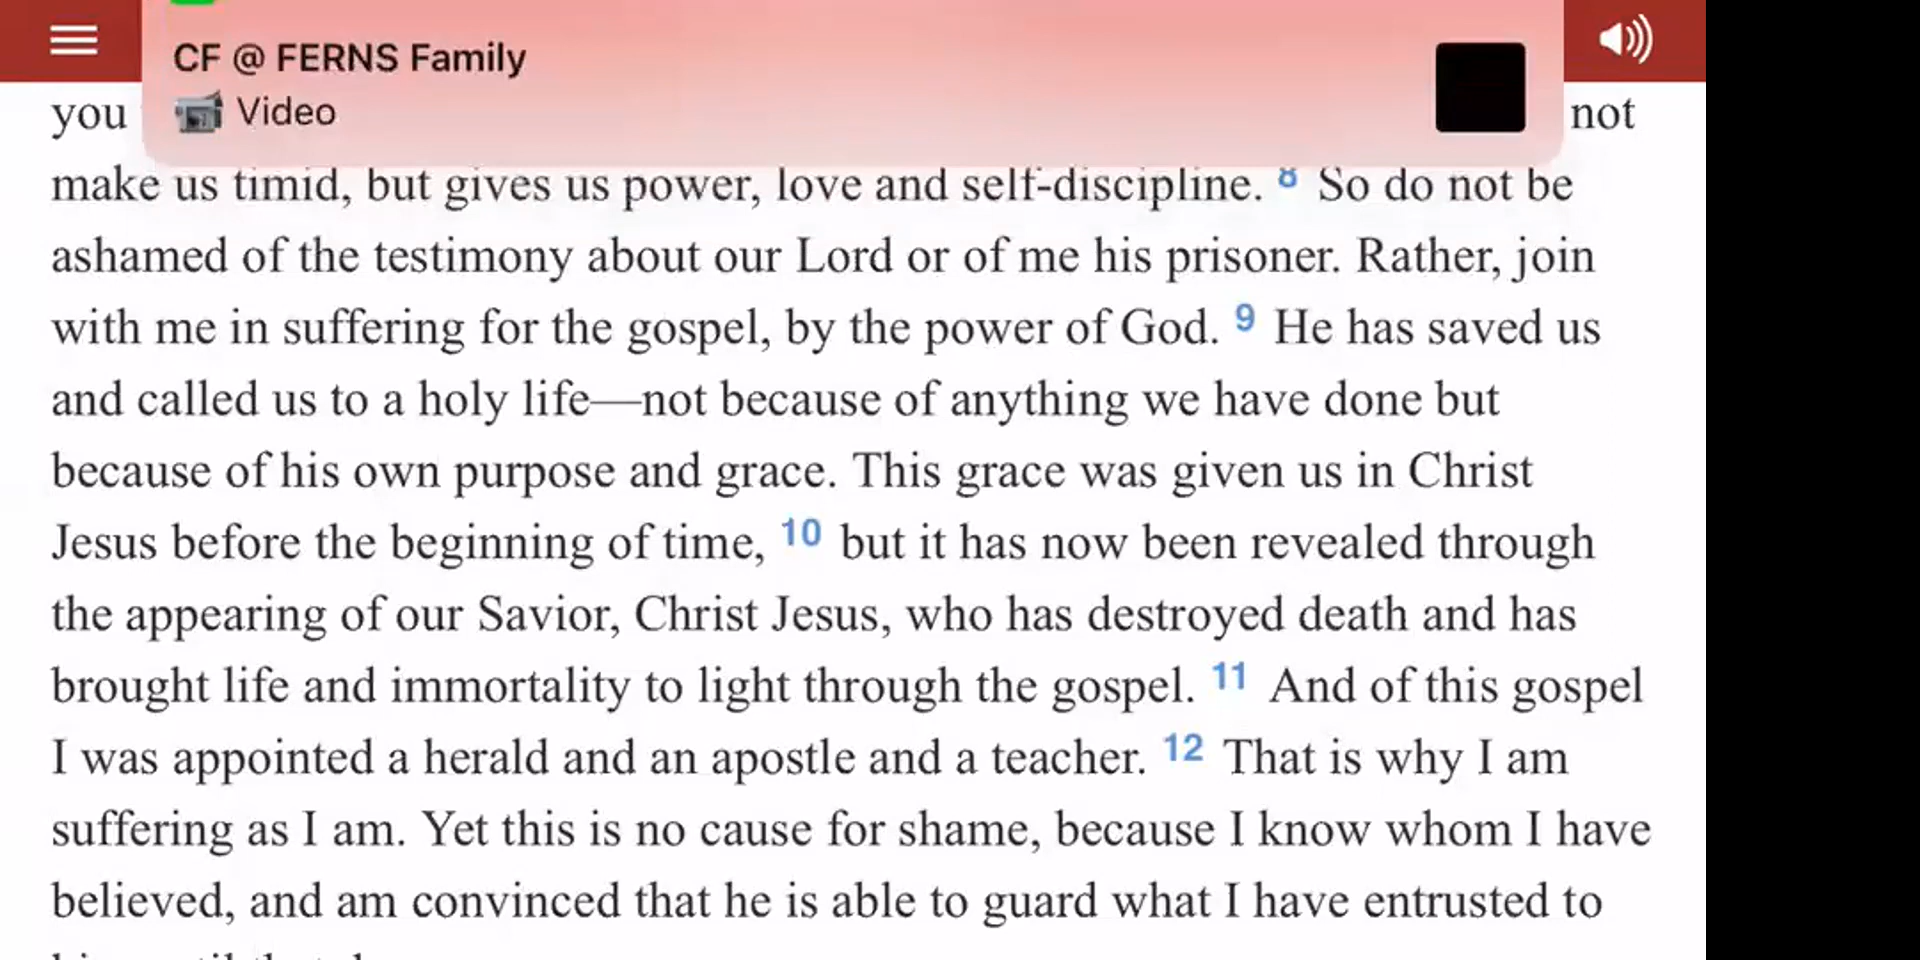 CF @ FERNS Family
Video
you not
make us timid, but gives us power, love and self-discipline. 8 So do not be
ashamed of the testimony about our Lord or of me his prisoner. Rather, join
with me in suffering for the gospel, by the power of God. 9 He has saved us
and called us to a holy life—not because of anything we have done but
because of his own purpose and grace. This grace was given us in Christ
Jesus before the beginning of time, 10 but it has now been revealed through
the appearing of our Savior, Christ Jesus, who has destroyed death and has
brought life and immortality to light through the gospel. 11 And of this gospel
I was appointed a herald and an apostle and a teacher. 12 That is why I am
suffering as I am. Yet this is no cause for shame, because I know whom I have
believed, and am convinced that he is able to guard what I have entrusted to